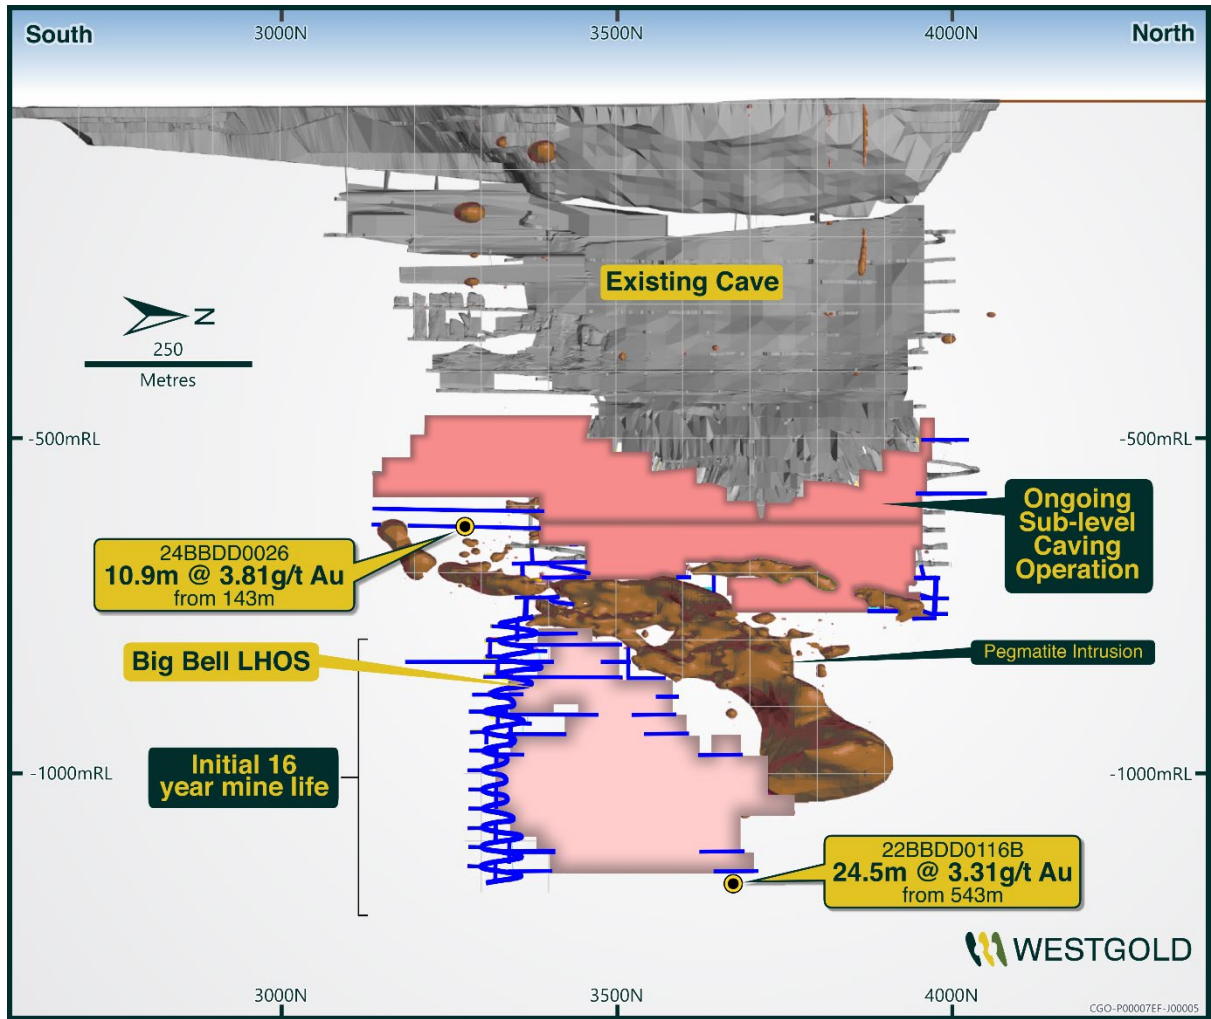 South
3000N
3500N
4000N
North
Existing Cave
N
250
Metres
-500mRL
-500mRL
Ongoing
Sub-level
Caving
Operation
24BBDD0026
10.9m @ 3.81g/t Au
from 143m
Big Bell LHOS
Pegmatite Intrusion
Initial 16
year mine life
-1000mRL
-1000mRL
22BBDD0116B
24.5m @ 3.31g/t Au
from 543m
WESTGOLD
3000N
3500N
4000N
CGO-P00007EF-J00005